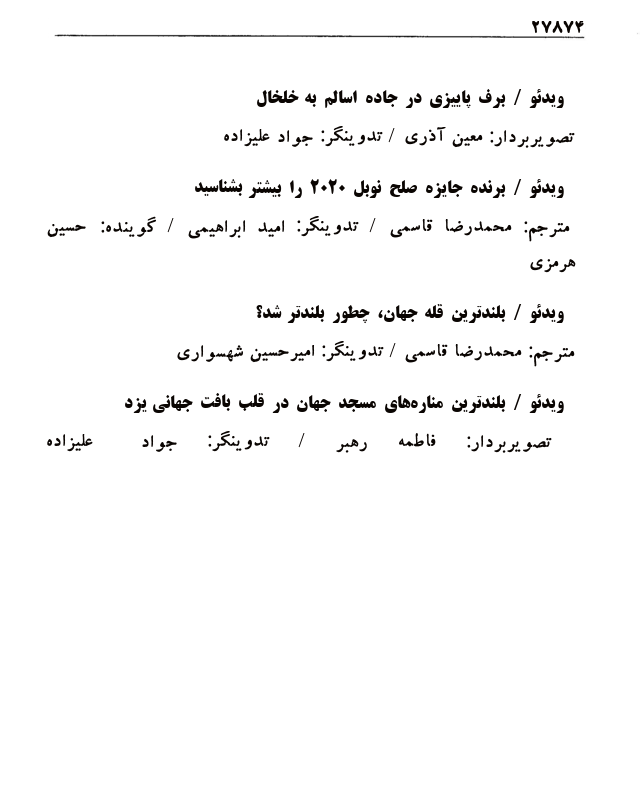 ۲۷۸۷۴
ویدئو / برف پاییزی در جاده اسالم به خلخال
تصویربردار: معین آذری / تدوینگر: جواد علیزاده
ویدئو / برنده جایزه صلح نوبل ۲۰۲۰ را بیشتر بشناسید
مترجم: محمدرضا قاسمی / تدوینگر: امید ابراهیمی / گوینده: حسین
هرمزی
ویدئو / بلندترین قله جهان، چطور بلندتر شد؟
مترجم: محمدرضا قاسمی / تدوینگر: امیرحسین شهسواری
ویدئو / بلندترین مناره‌های مسجد جهان در قلب بافت جهانی یزد
تصویربردار: فاطمه رهبر / تدوینگر: جواد علیزاده